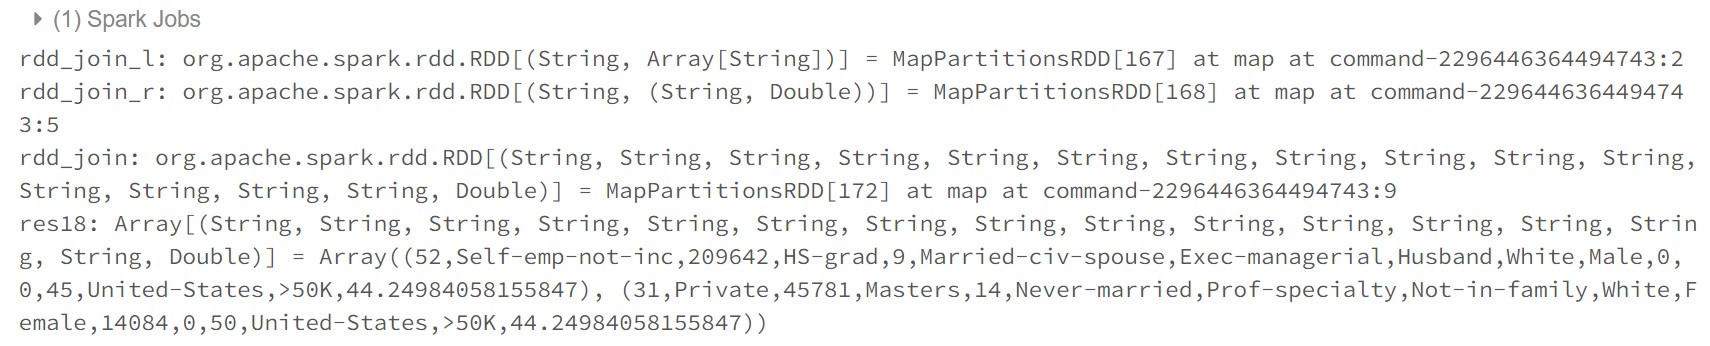 (1) Spark Jobs
rdd_join_l: org.apache.spark.rdd.RDD[(String, Array[String])] = MapPartitionsRDD[167] at map at command-2296446364494743:2
rdd_join_r: org.apache.spark.rdd.RDD[(String, (String, Double))] = MapPartitionsRDD[168] at map at command-229644636449474
3:5
rdd_join: org.apache.spark.rdd.RDD[(String, String, String, String, String, String, String, String, String, String, String,
String, String, String, String, Double)] = MapPartitionsRDD[172] at map at command-2296446364494743:9
res18: Array[(String, String, String, String, String, String, String, String, String, String, String, String, String, Strin
g, String, Double)] = Array((52,Self-emp-not-inc,209642,HS-grad,9,Married-civ-spouse,Exec-managerial,Husband,White,Male,0,
0,45,United-States,>50K,44.24984058155847), (31,Private,45781,Masters,14,Never-married,Prof-specialty,Not-in-family,White,F
emale,14084,0,50,United-States,>50K,44.24984058155847))